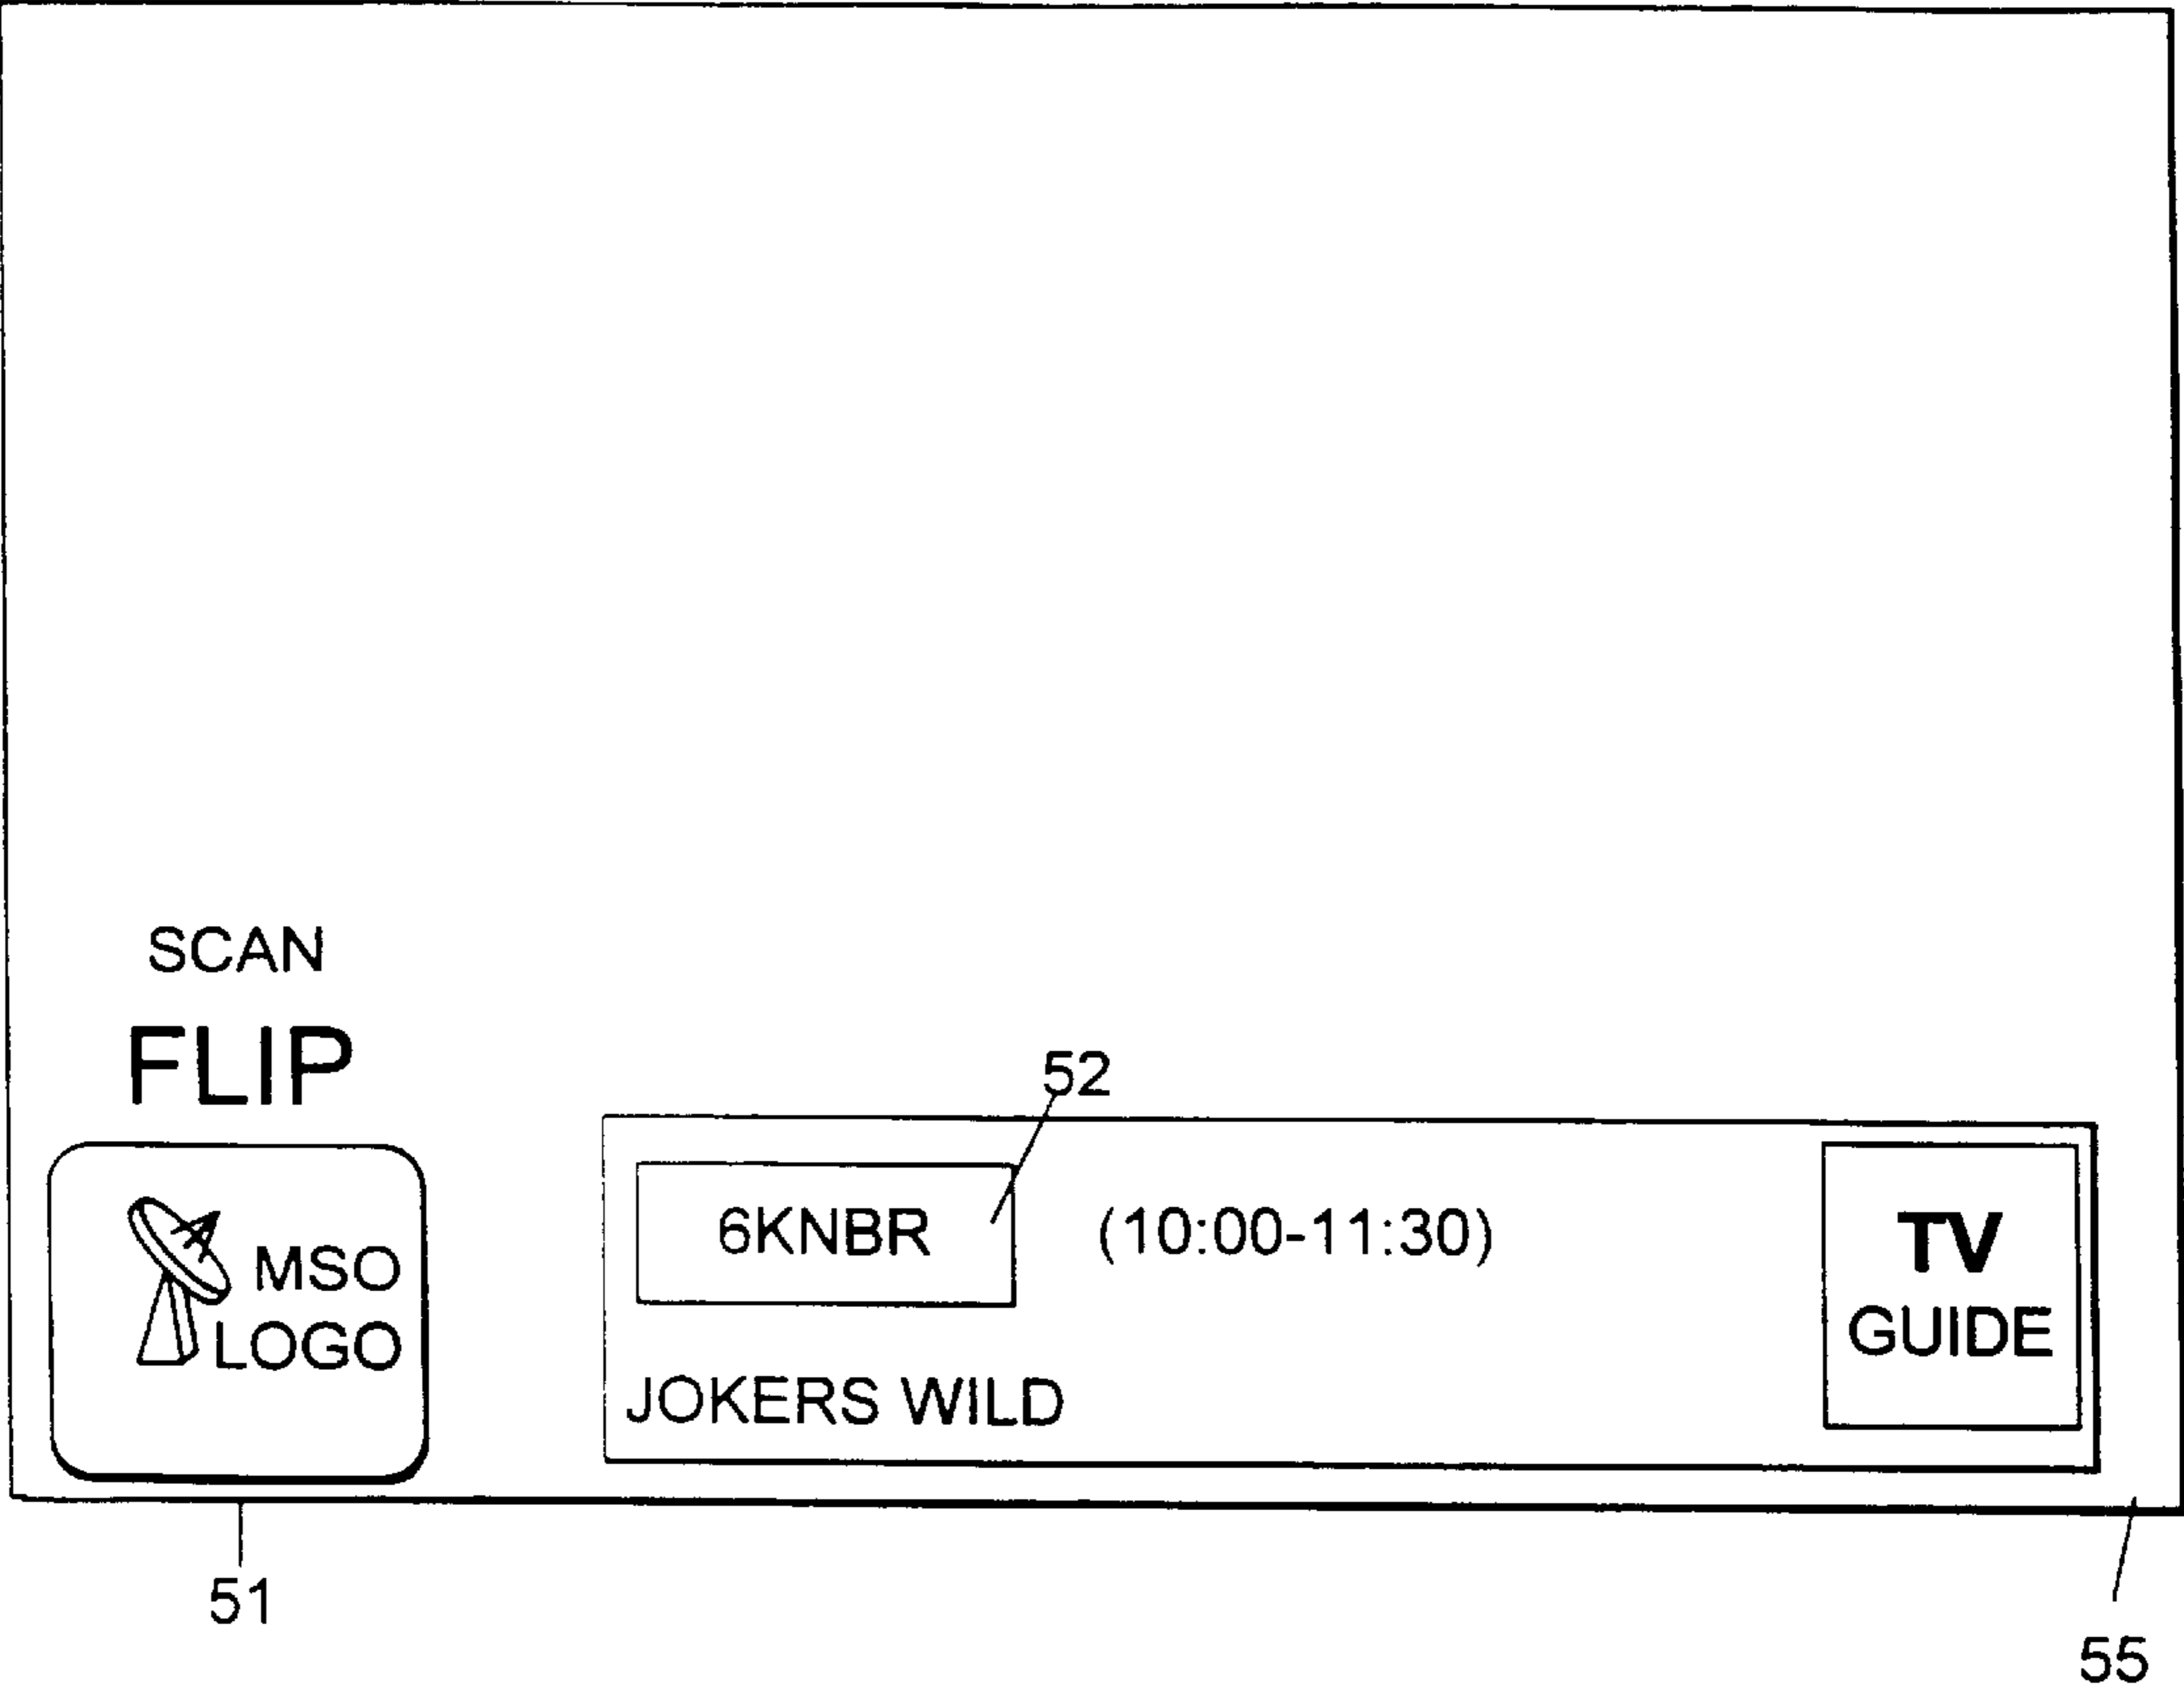 SCAN
FLIP
52
6KNBR
(10:00-11:30)
TV
GUIDE
MSO
LOGO
JOKERS WILD
51
55